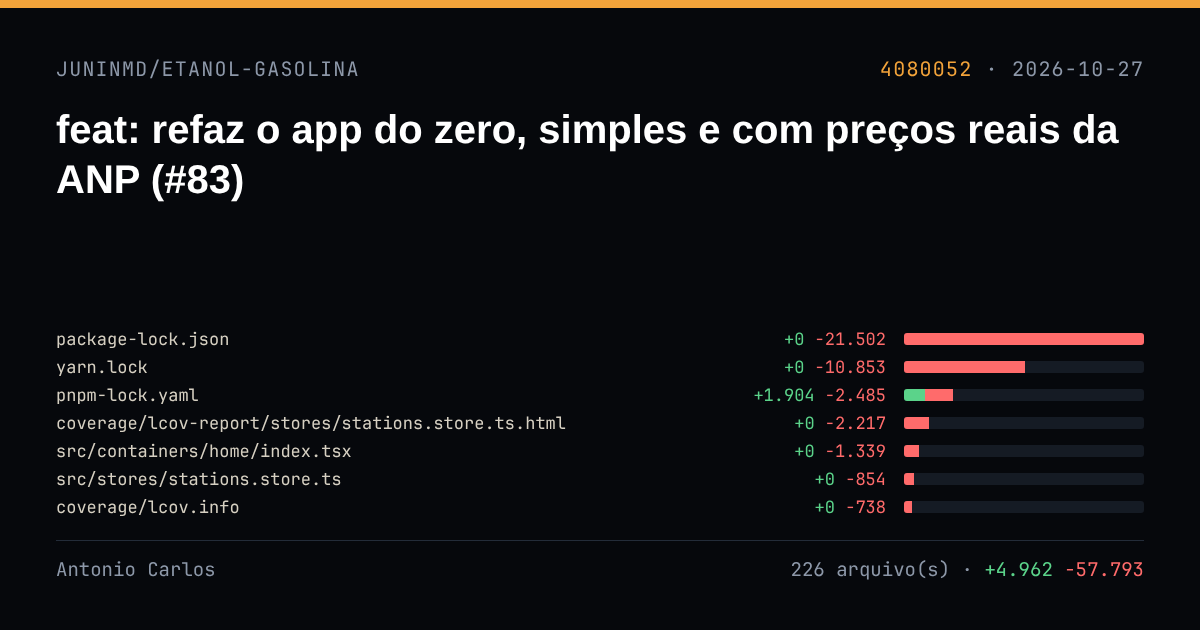 JUNINMD/ETANOL-GASOLINA 4080052 · 2026-10-27
feat: refaz o app do zero, simples e com preços reais da
ANP (#83)
package-lock.json +0 -21.502
yarn.lock +0 -10.853
pnpm-lock.yaml +1.904 -2.485
coverage/lcov-report/stores/stations.store.ts.html +0 -2.217
src/containers/home/index.tsx +0 -1.339
src/stores/stations.store.ts +0 -854
coverage/lcov.info +0 -738
Antonio Carlos 226 arquivo(s) · +4.962 -57.793